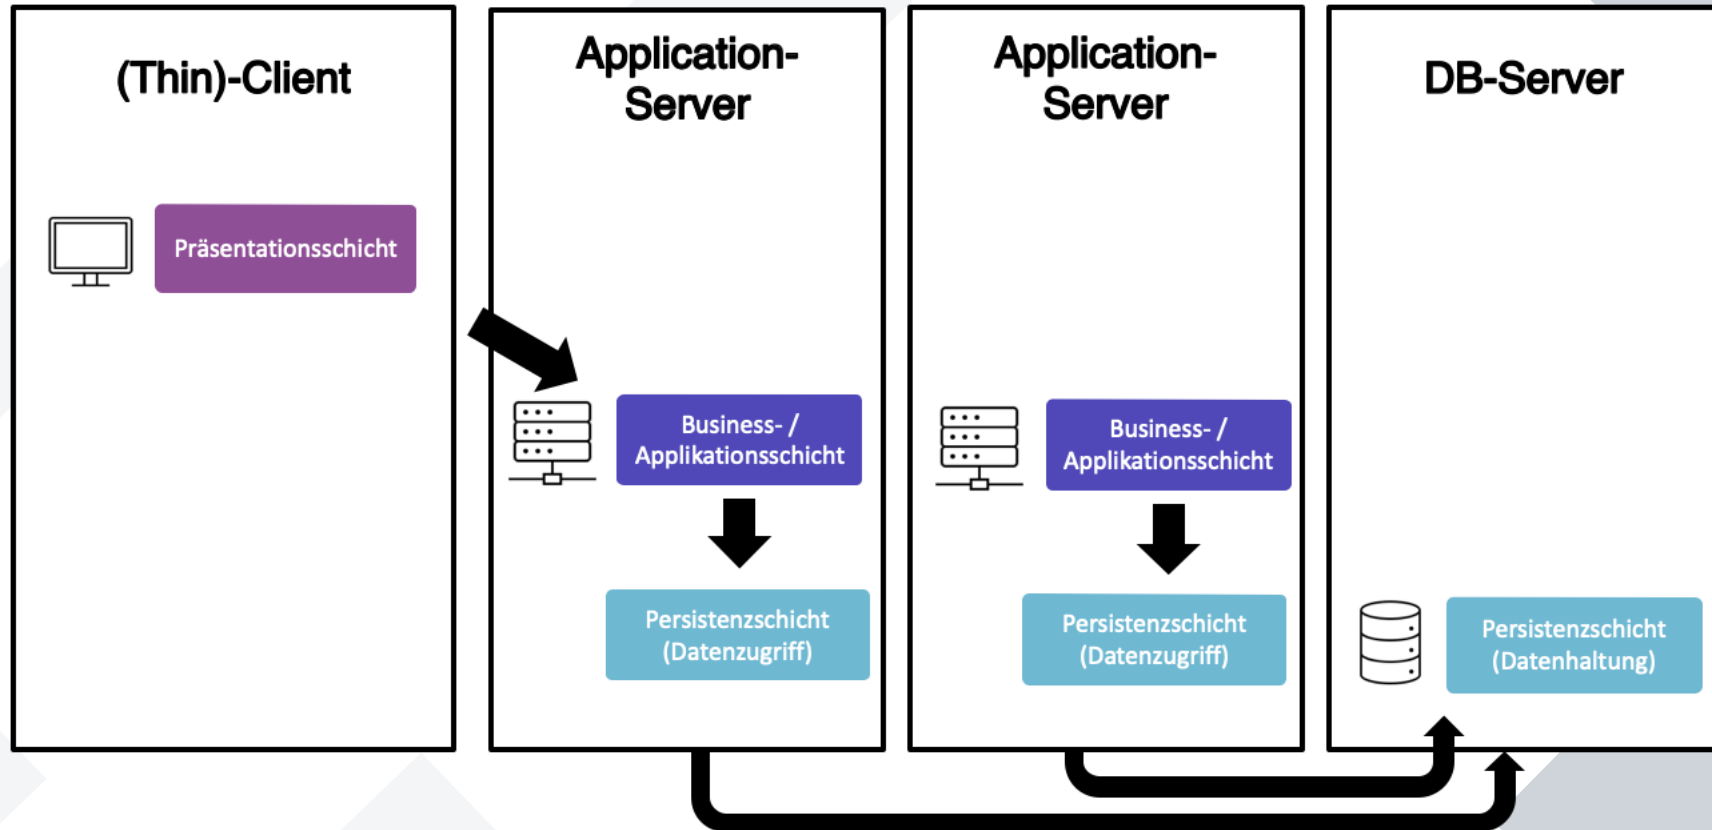 (Thin)-Client
Präsentationsschicht
Application-
Server
Business- /
Applikationsschicht
Persistenzschicht
(Datenzugriff)
Application-
Server
Business- /
Applikationsschicht
Persistenzschicht
(Datenzugriff)
DB-Server
Persistenzschicht
(Datenhaltung)